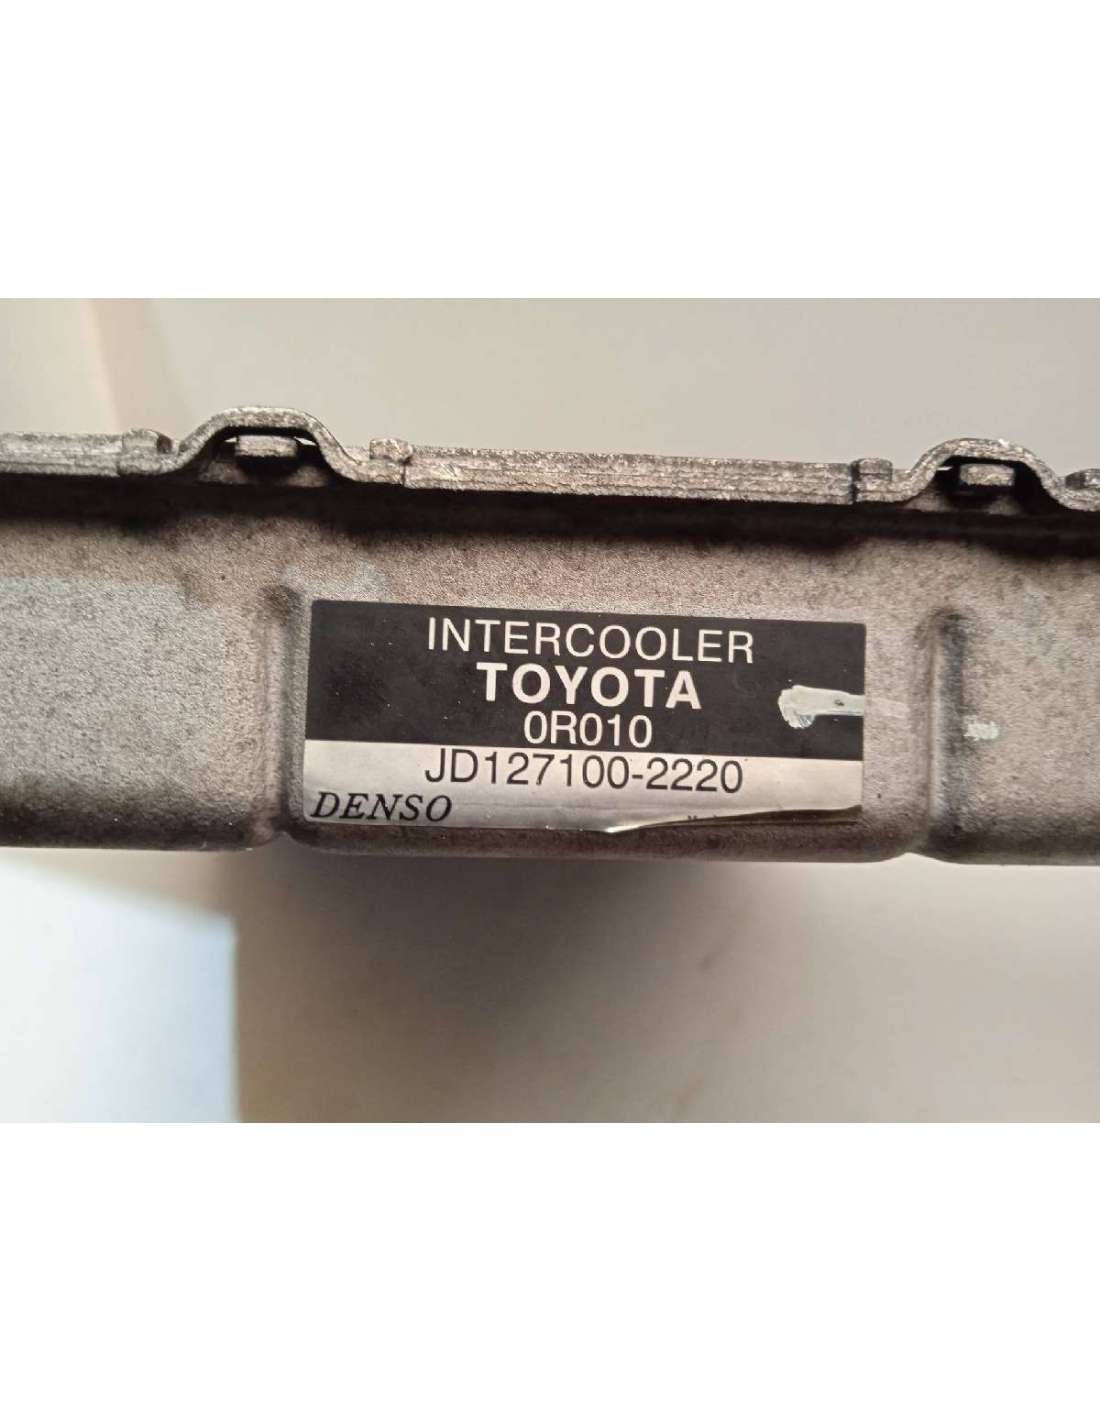 INTERCOOLER
TOYOTA
0R010
JD127100-2220
DENSO